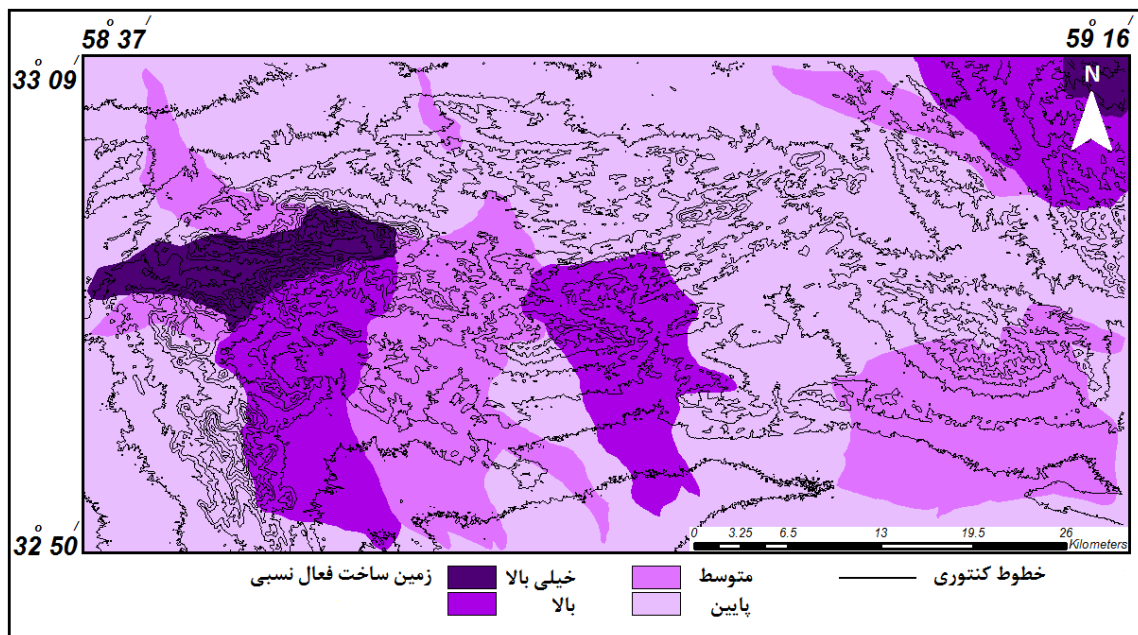 58° 37′
59° 16′
33° 09′
N
32° 50′
0 3.25 6.5 13 19.5 26
Kilometers
زمین ساخت فعال نسبی
خیلی بالا
متوسط
خطوط کنتوری
بالا
پایین